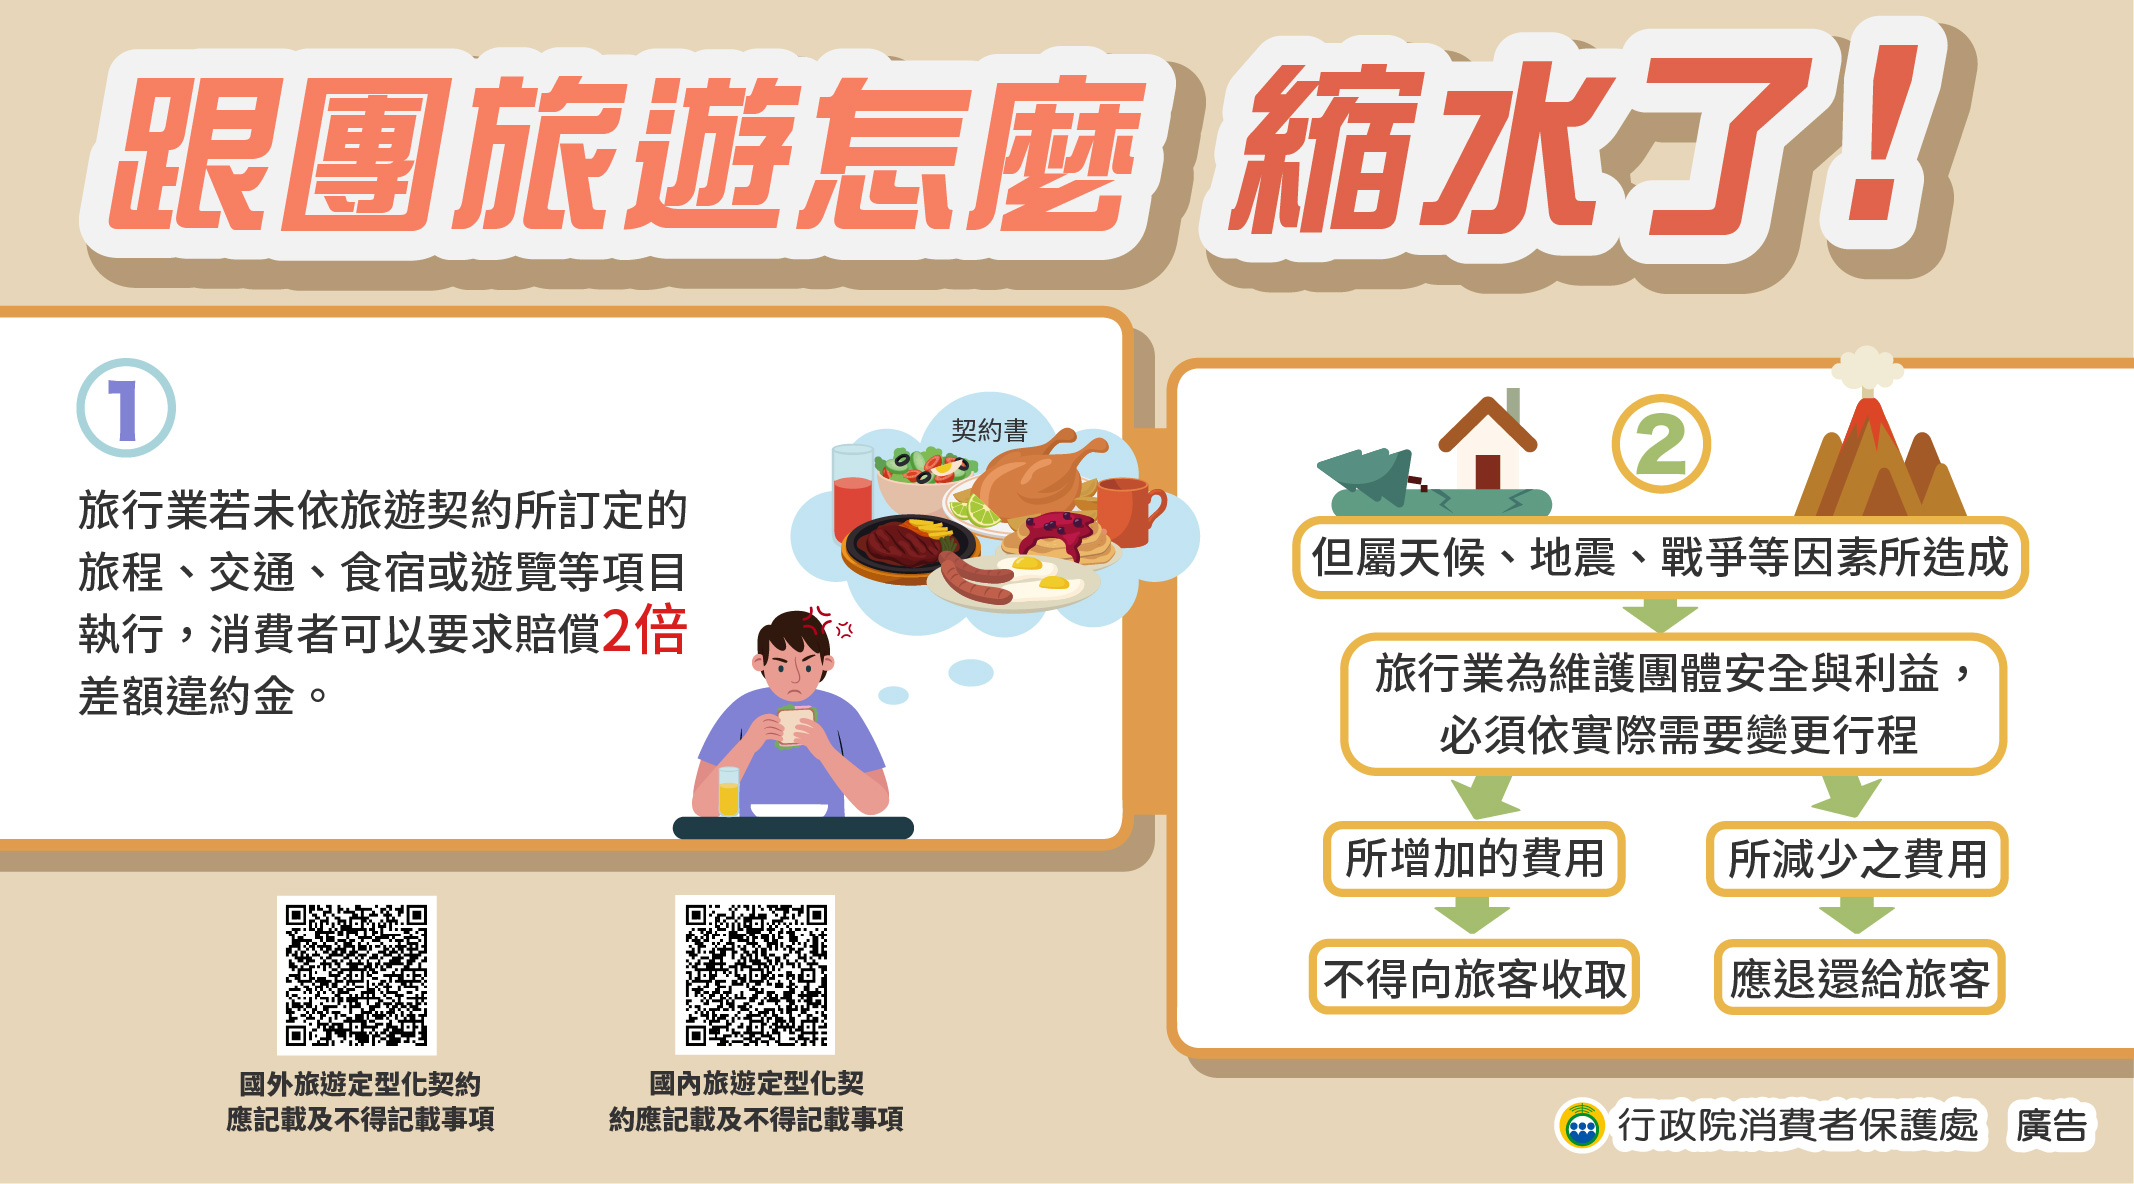 跟團旅遊怎麼 縮水了!
1
旅行業若未依旅遊契約所訂定的
旅程、交通、食宿或遊覽等項目
執行，消費者可以要求賠償2倍
差額違約金。
契約書
2
但屬天候、地震、戰爭等因素所造成
旅行業為維護團體安全與利益，
必須依實際需要變更行程
所增加的費用
所減少之費用
不得向旅客收取
應退還給旅客
國外旅遊定型化契約
應記載及不得記載事項
國內旅遊定型化契
約應記載及不得記載事項
行政院消費者保護處 廣告